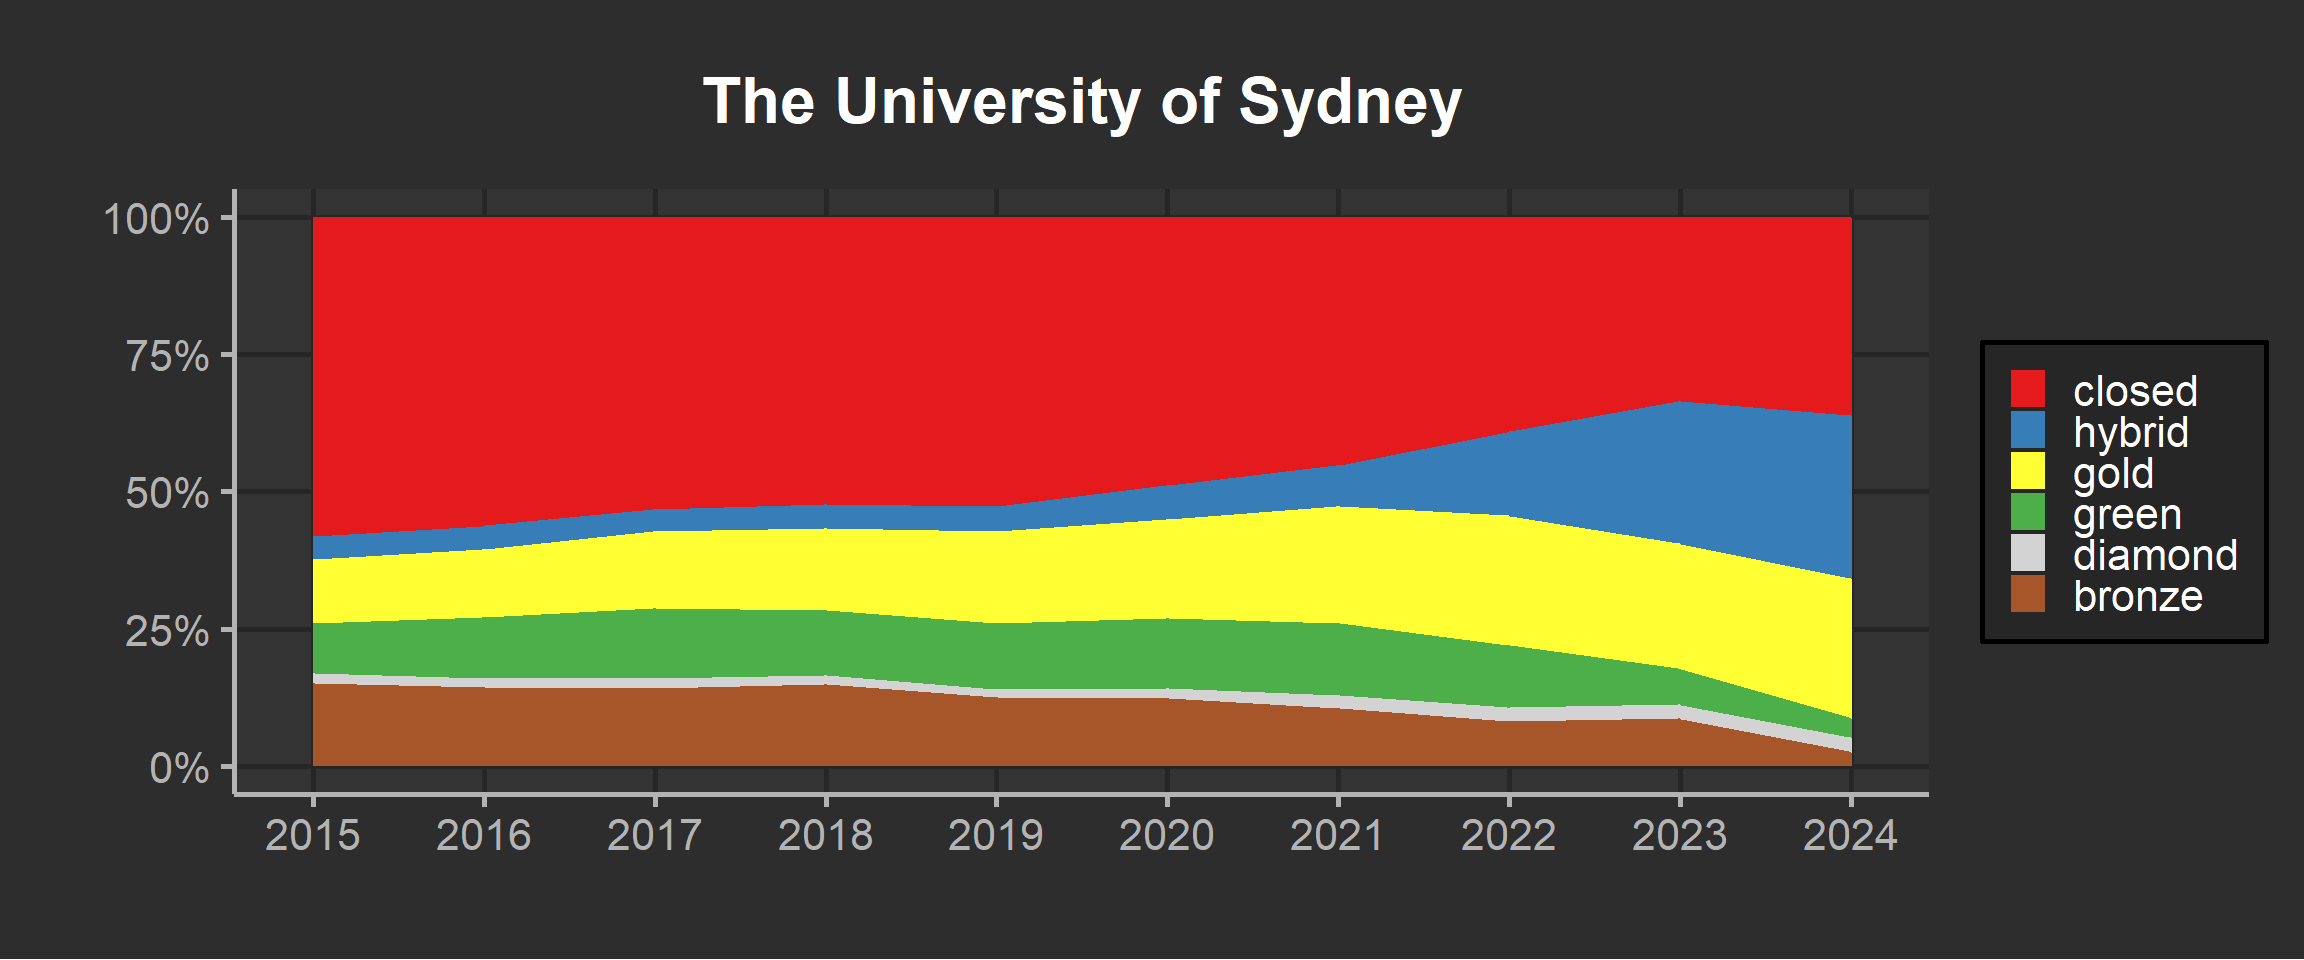 The University of Sydney
100%
75%
50%
25%
0%
2015 2016 2017 2018 2019 2020 2021 2022 2023 2024
closed
hybrid
gold
green
diamond
bronze